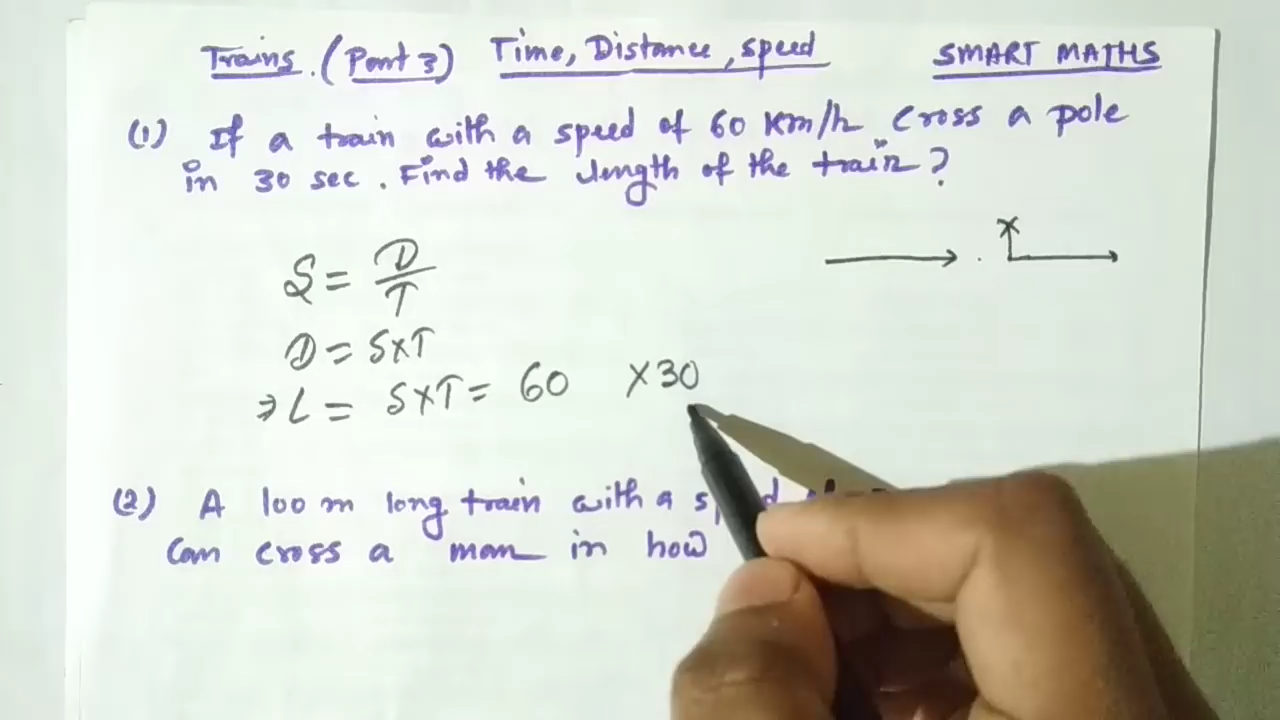 Trains. (Part 3) Time, Distance, speed SMART MATHS
(1) If a train with a speed of 60 Km/h cross a pole
in 30 sec. Find the length of the train?
S = D/T
D = S×T
⇒ L = S×T = 60 ×30
(2) A 100 m long train with a
can cross a man in how